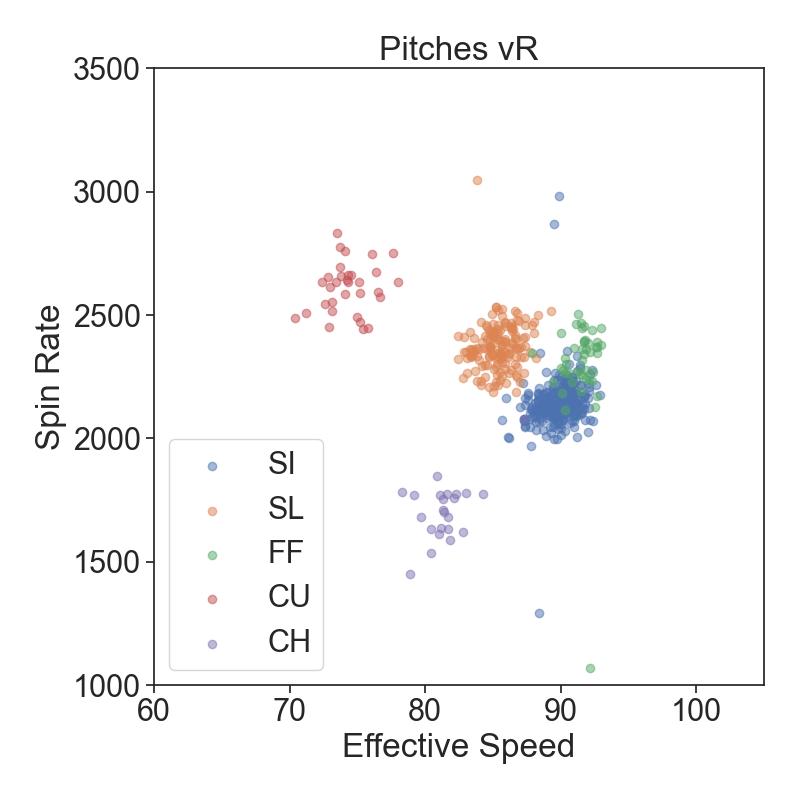 Pitches vR
3500
3000
2500
2000
1500
1000
Spin Rate
SI
SL
FF
CU
CH
60 70 80 90 100
Effective Speed